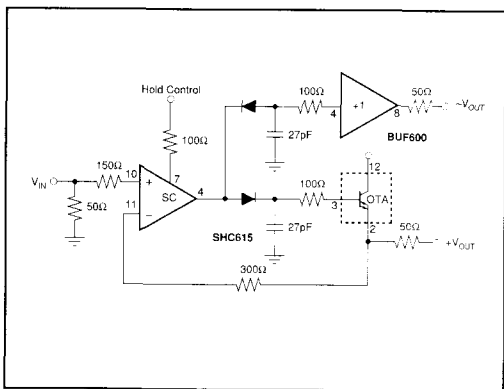 Hold Control
100Ω
7
V_IN
150Ω
10
+
SC
4
50Ω
11
−
100Ω
4
+1
8
50Ω
~V_OUT
BUF600
27pF
100Ω
12
3
OTA
2
SHC615
27pF
50Ω
+V_OUT
300Ω